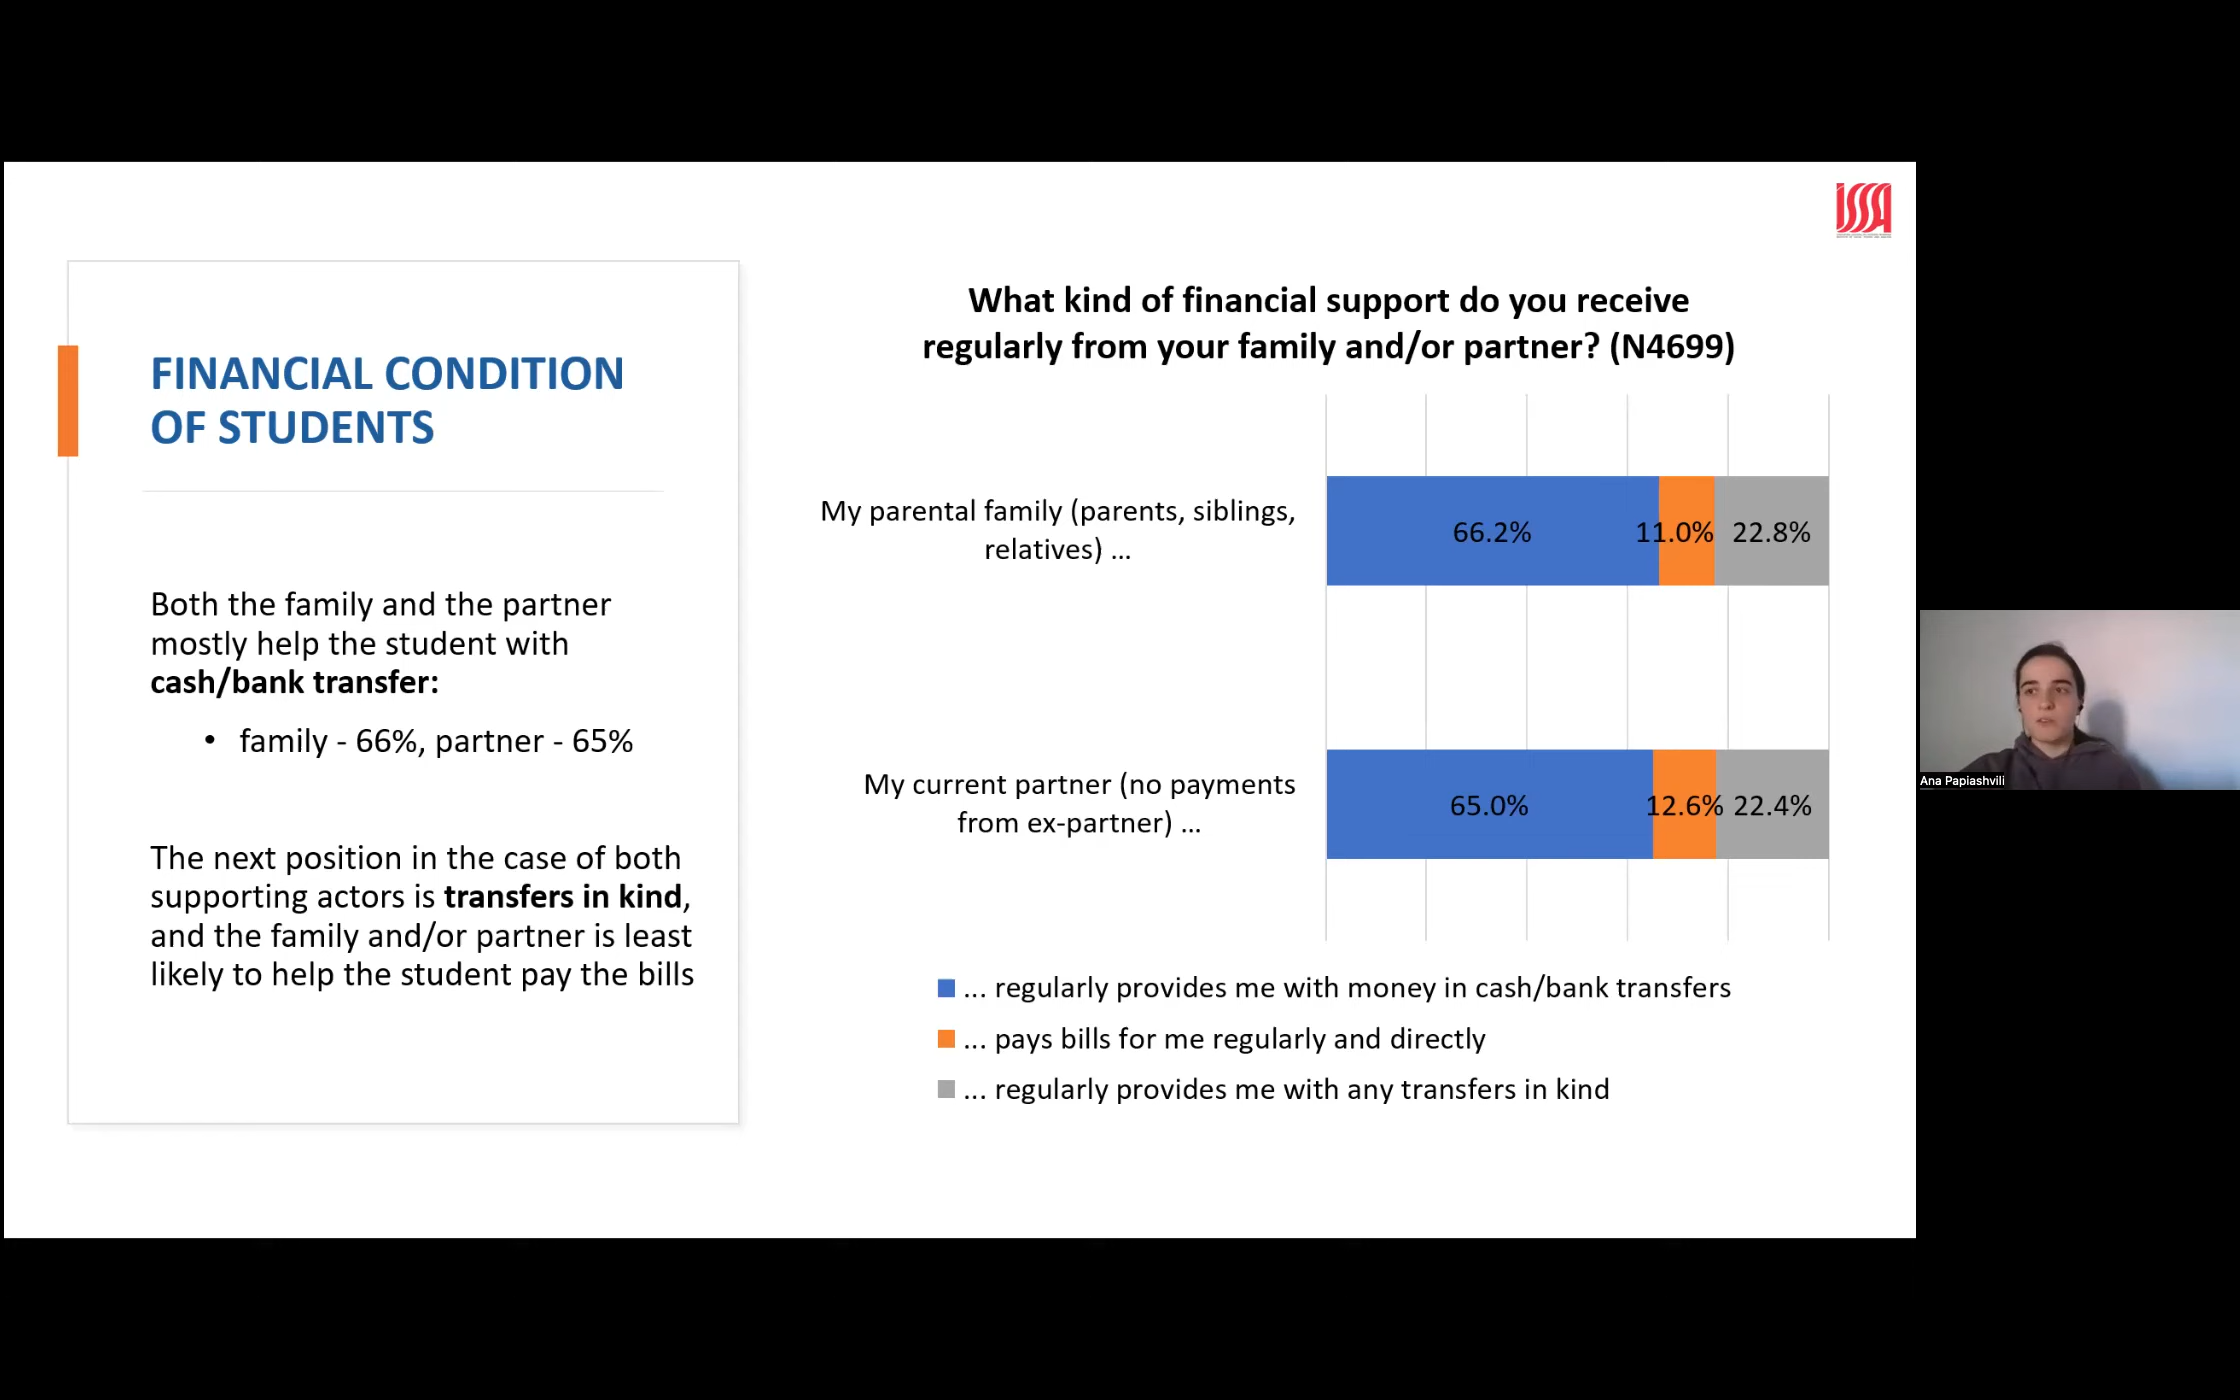 ISSA
FINANCIAL CONDITION
OF STUDENTS
Both the family and the partner
mostly help the student with
cash/bank transfer:
• family - 66%, partner - 65%
The next position in the case of both
supporting actors is transfers in kind,
and the family and/or partner is least
likely to help the student pay the bills
What kind of financial support do you receive
regularly from your family and/or partner? (N4699)
My parental family (parents, siblings,
relatives) ...
66.2% 11.0% 22.8%
My current partner (no payments
from ex-partner) ...
65.0% 12.6% 22.4%
... regularly provides me with money in cash/bank transfers
... pays bills for me regularly and directly
... regularly provides me with any transfers in kind
Ana Papiashvili